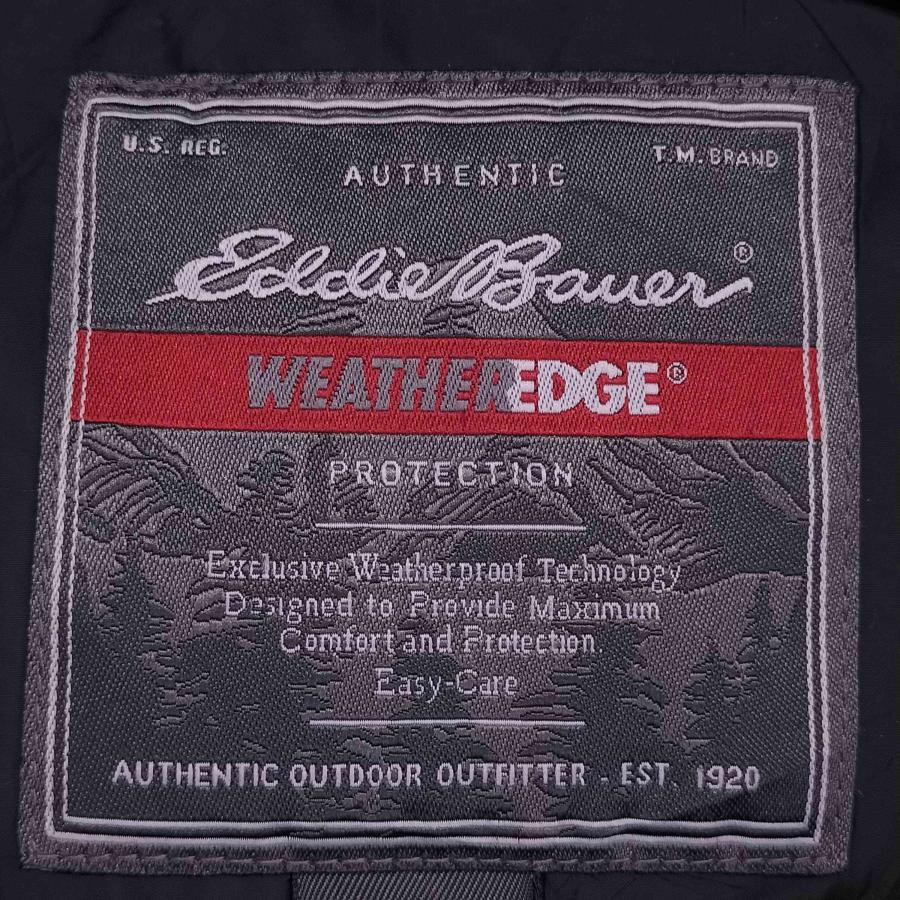 U.S. REG. T.M. BRAND
AUTHENTIC
Eddie Bauer®
WEATHEREDGE®
PROTECTION
Exclusive Weatherproof Technology
Designed to Provide Maximum
Comfort and Protection.
Easy-Care
AUTHENTIC OUTDOOR OUTFITTER - EST. 1920